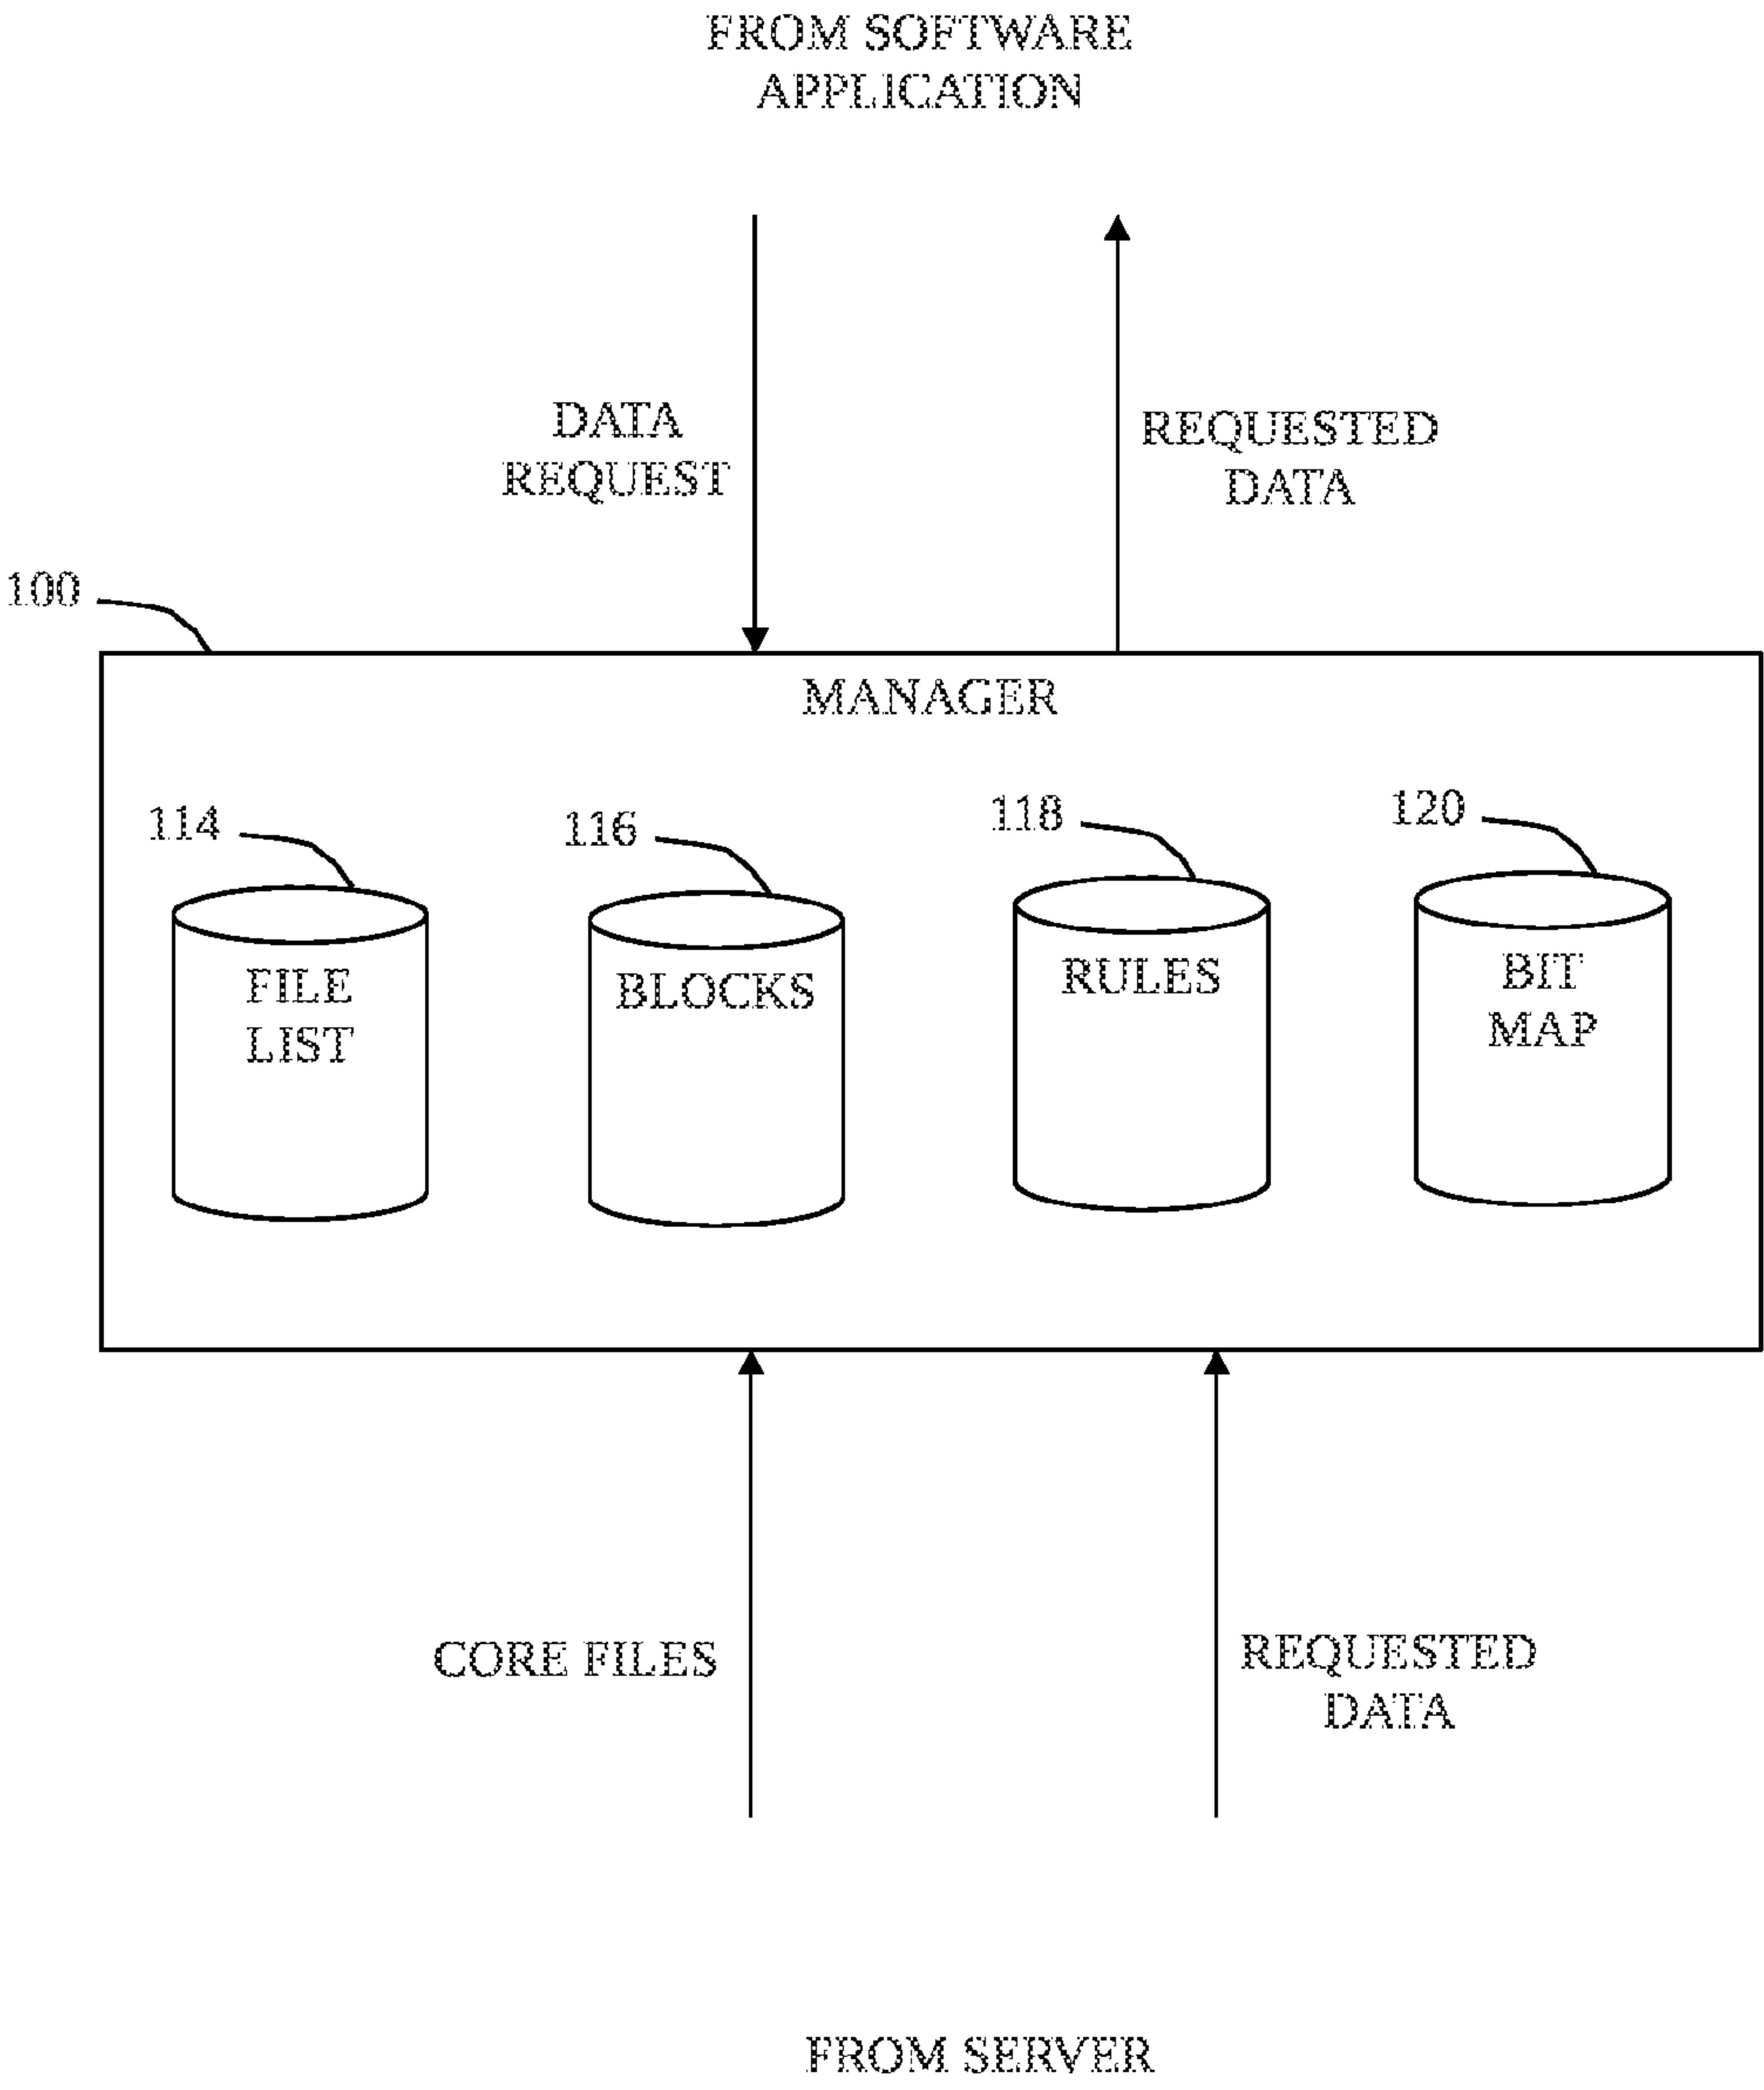 FROM SOFTWARE
APPLICATION
DATA
REQUEST
REQUESTED
DATA
100
MANAGER
114
116
118
120
FILE
LIST
BLOCKS
RULES
BIT
MAP
CORE FILES
REQUESTED
DATA
FROM SERVER